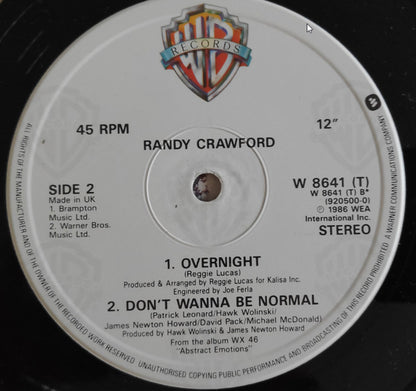 WB
RECORDS
45 RPM
12"
RANDY CRAWFORD
SIDE 2
Made in UK
1. Brampton
Music Ltd.
2. Warner Bros.
Music Ltd.
W 8641 (T)
W 8641 (T) B*
(920500-0)
℗ 1986 WEA
International Inc.
STEREO
1. OVERNIGHT
(Reggie Lucas)
Produced & Arranged by Reggie Lucas for Kalisa Inc.
Engineered by Joe Ferla
2. DON'T WANNA BE NORMAL
(Patrick Leonard/Hawk Wolinski/
James Newton Howard/David Pack/Michael McDonald)
Produced by Hawk Wolinski & James Newton Howard
From the album WX 46
"Abstract Emotions"
ALL RIGHTS OF THE MANUFACTURER AND OF THE OWNER OF THE RECORDED WORK RESERVED. UNAUTHORISED COPYING PUBLIC PERFORMANCE AND BROADCASTING OF THIS RECORD PROHIBITED. A WARNER COMMUNICATIONS COMPANY